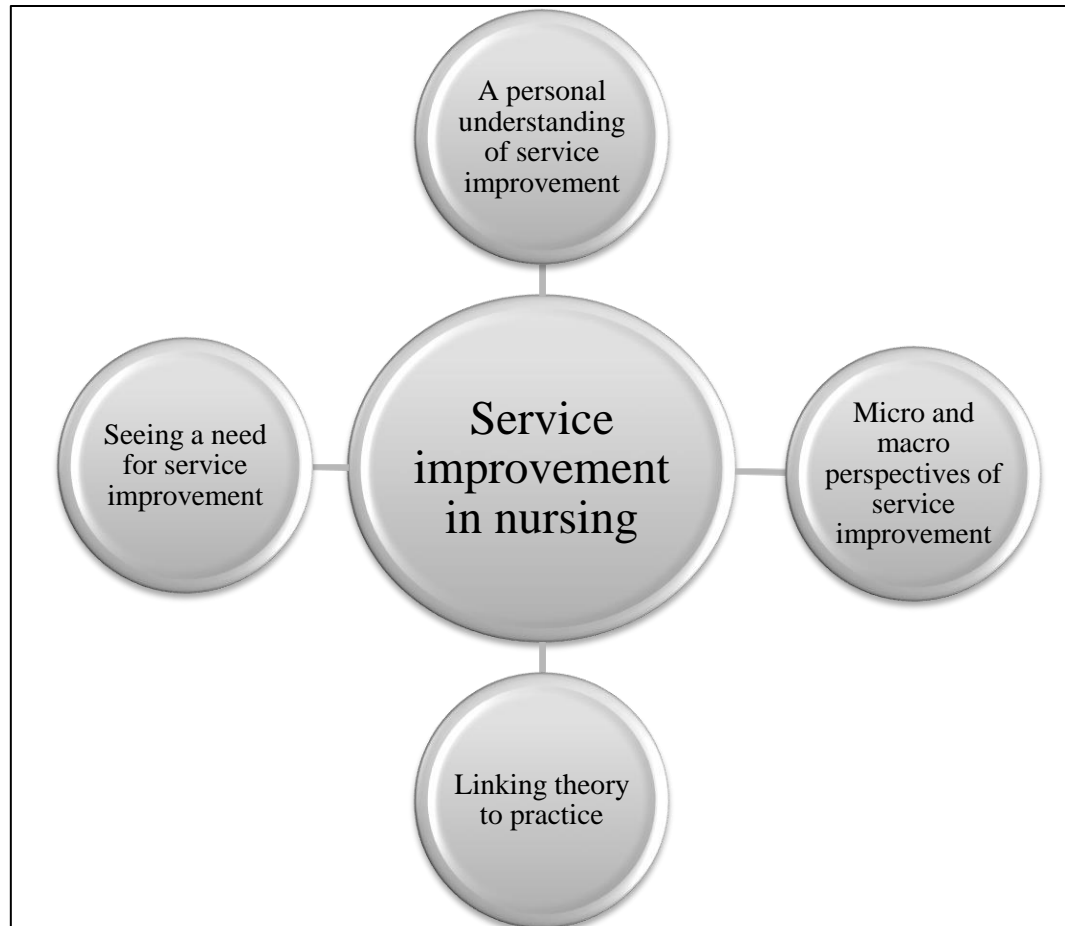 A personal
understanding
of service
improvement
Seeing a need
for service
improvement
Service
improvement
in nursing
Micro and
macro
perspectives of
service
improvement
Linking theory
to practice